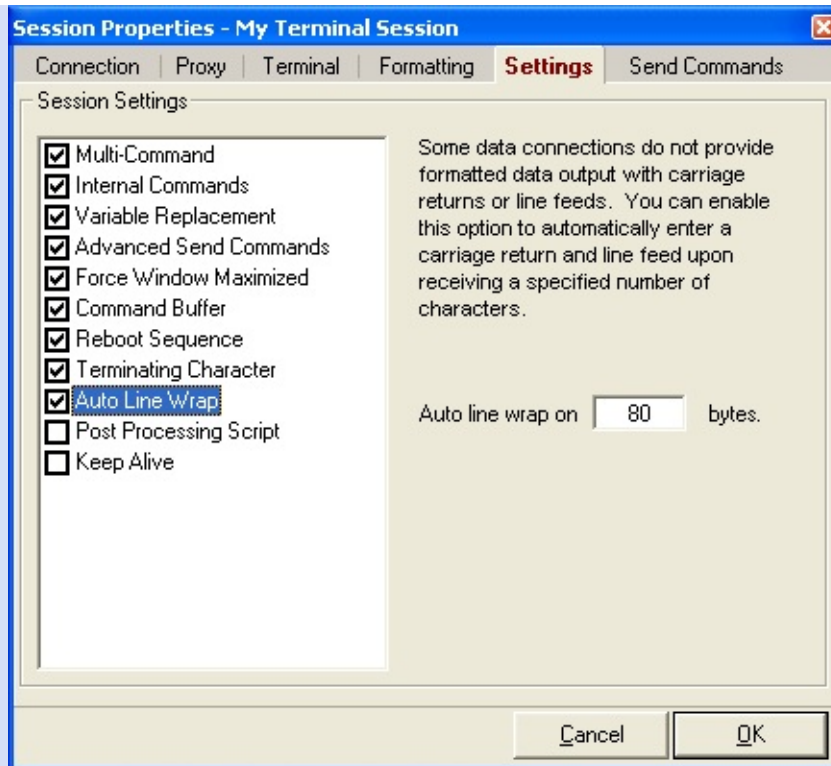 Session Properties - My Terminal Session
Connection | Proxy | Terminal | Formatting Settings Send Commands
Session Settings
Multi-Command
Internal Commands
Variable Replacement
Advanced Send Commands
Force Window Maximized
Command Buffer
Reboot Sequence
Terminating Character
Auto Line Wrap
Post Processing Script
Keep Alive
Some data connections do not provide
formatted data output with carriage
returns or line feeds. You can enable
this option to automatically enter a
carriage return and line feed upon
receiving a specified number of
characters.
Auto line wrap on 80 bytes.
Cancel OK